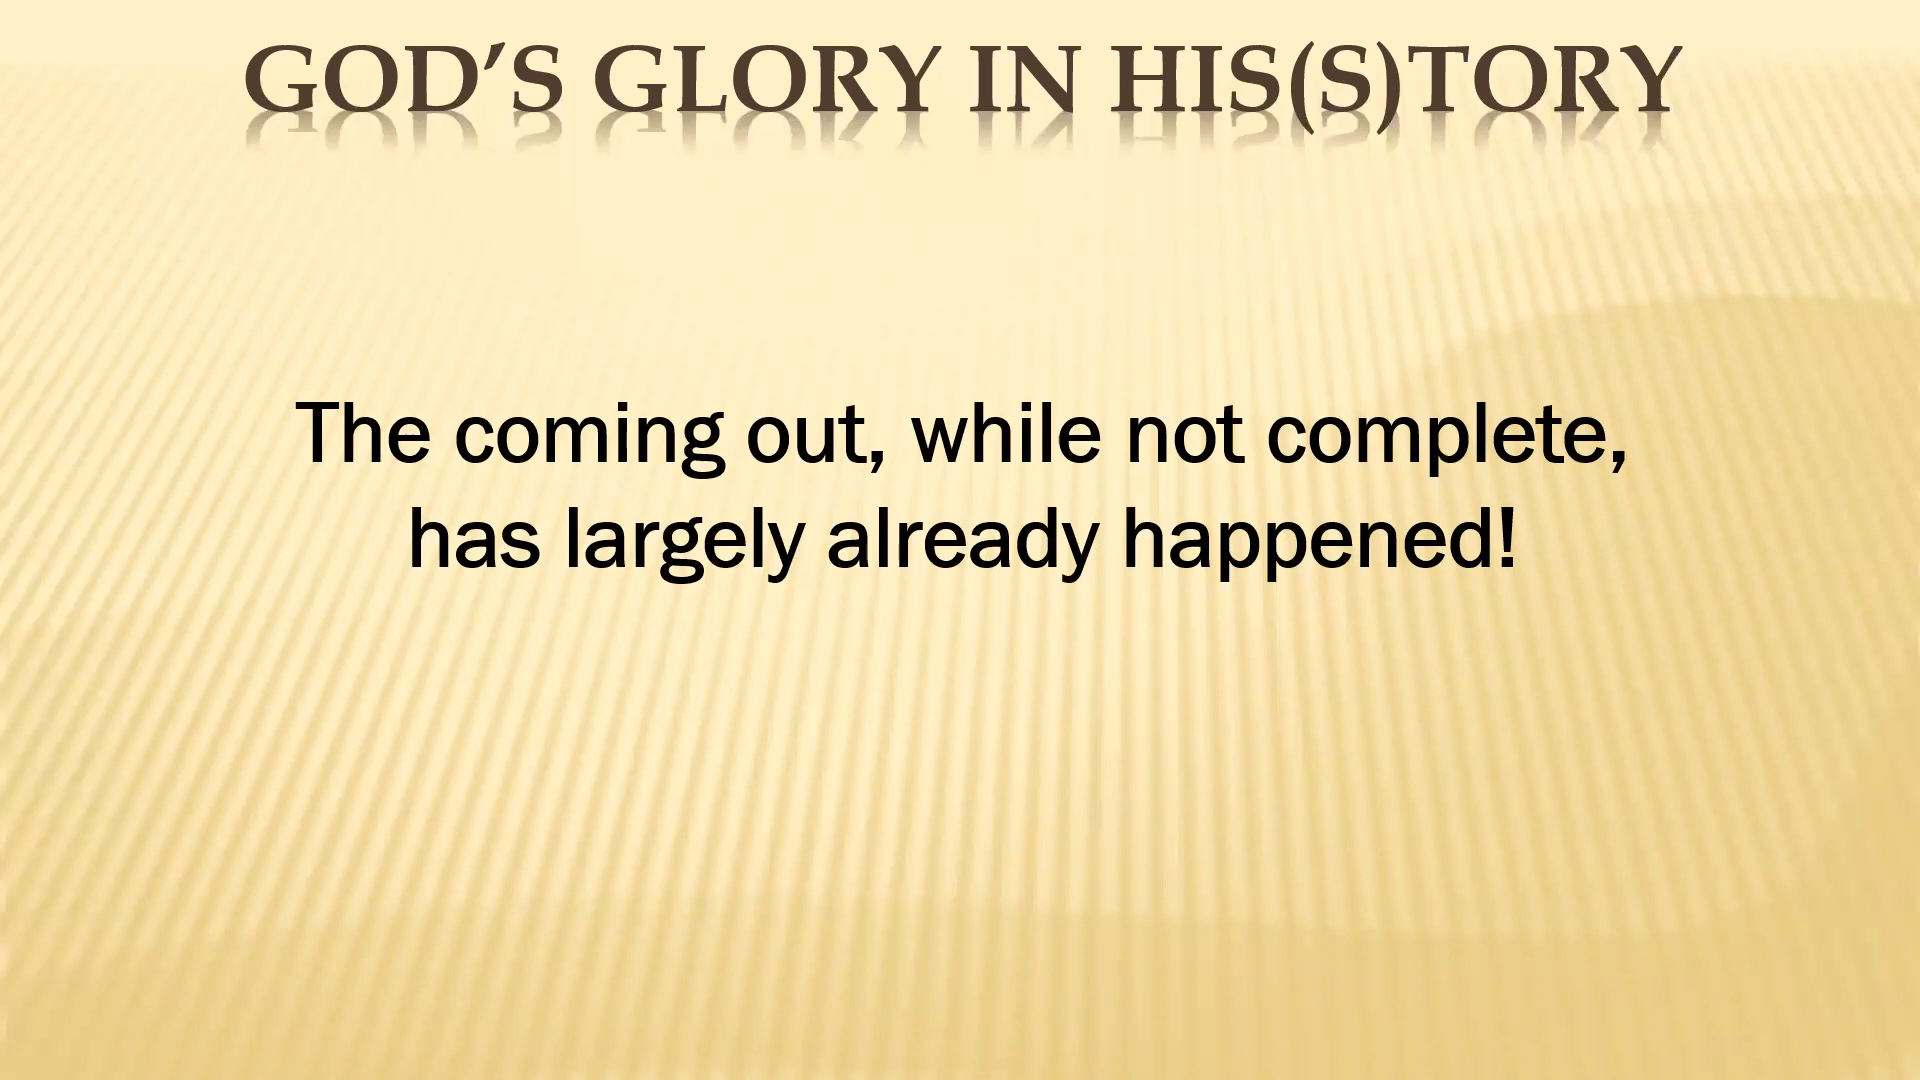 GOD’S GLORY IN HIS(S)TORY
The coming out, while not complete,
has largely already happened!